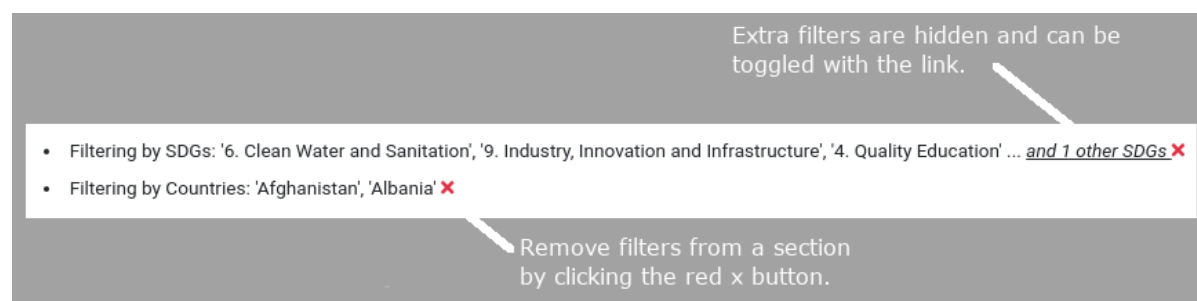 Extra filters are hidden and can be
toggled with the link.
• Filtering by SDGs: '6. Clean Water and Sanitation', '9. Industry, Innovation and Infrastructure', '4. Quality Education' ... and 1 other SDGs ✕
• Filtering by Countries: 'Afghanistan', 'Albania' ✕
Remove filters from a section
by clicking the red x button.